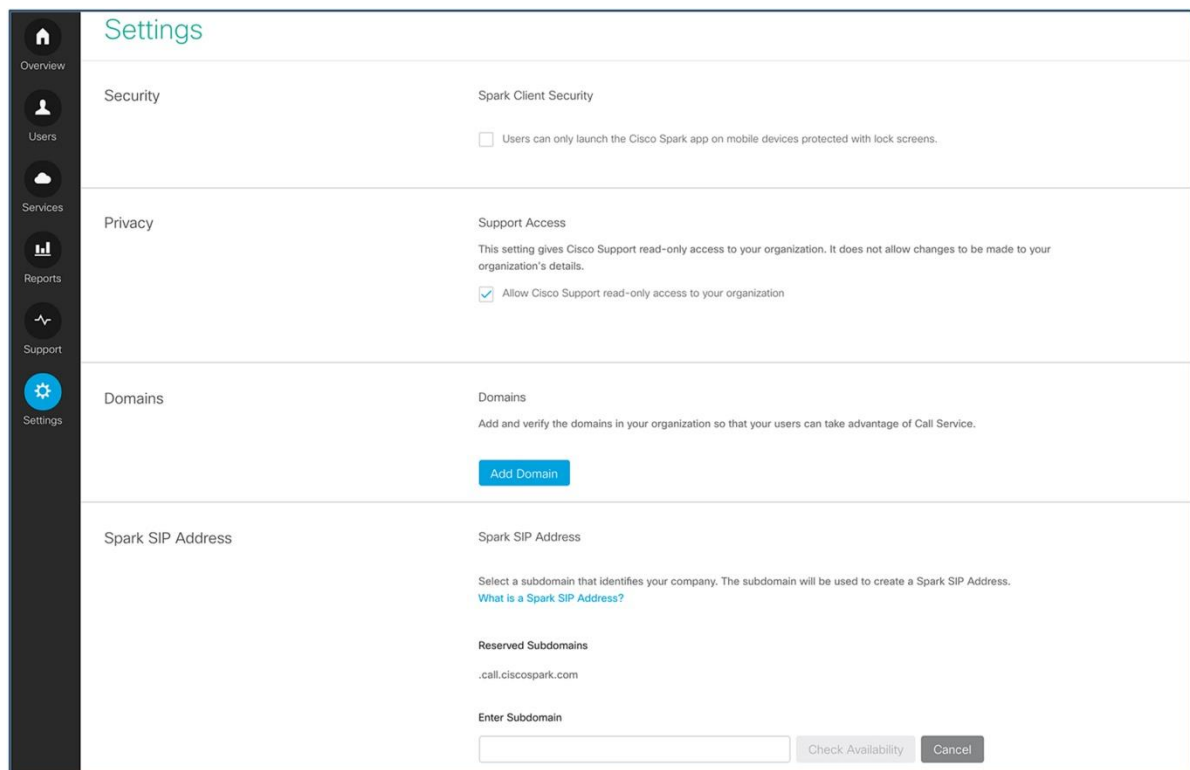 Settings
Overview
Users
Services
Reports
Support
Settings
Security
Spark Client Security
Users can only launch the Cisco Spark app on mobile devices protected with lock screens.
Privacy
Support Access
This setting gives Cisco Support read-only access to your organization. It does not allow changes to be made to your
organization's details.
Allow Cisco Support read-only access to your organization
Domains
Domains
Add and verify the domains in your organization so that your users can take advantage of Call Service.
Add Domain
Spark SIP Address
Spark SIP Address
Select a subdomain that identifies your company. The subdomain will be used to create a Spark SIP Address.
What is a Spark SIP Address?
Reserved Subdomains
.call.ciscospark.com
Enter Subdomain
Check Availability
Cancel